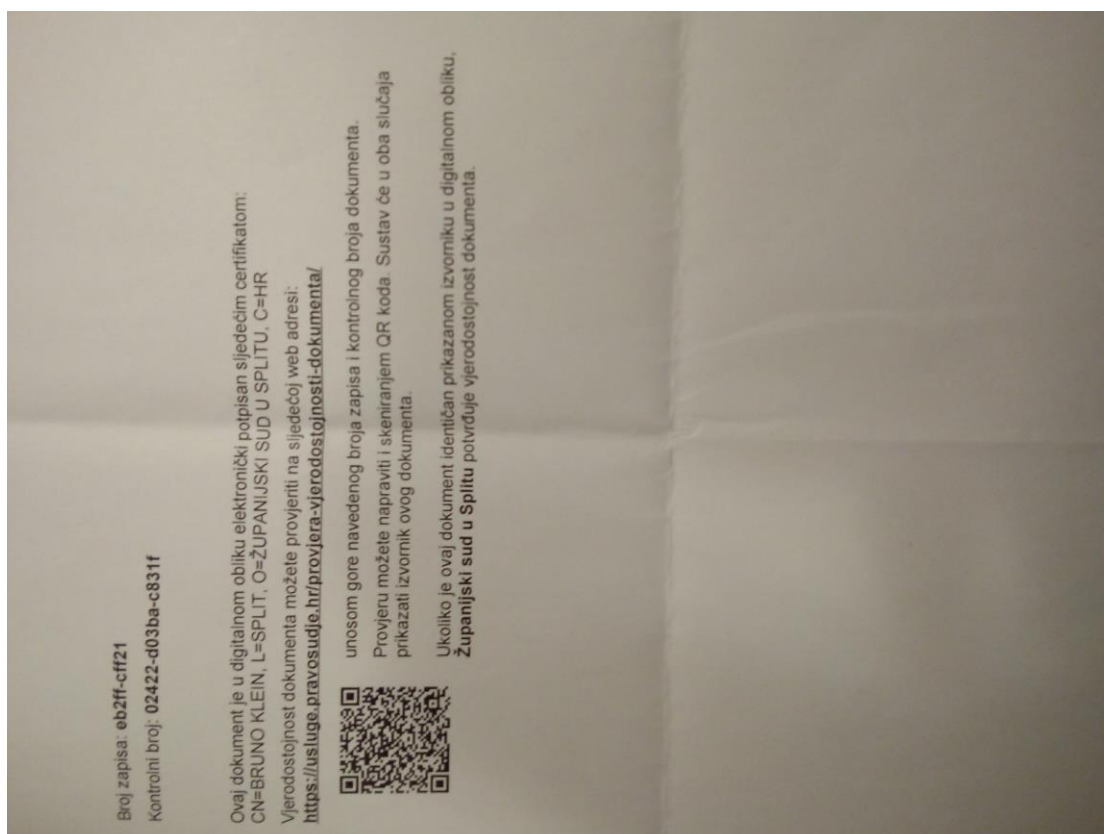 Broj zapisa: eb2ff-cff21
Kontrolni broj: 02422-d03ba-c831f
Ovaj dokument je u digitalnom obliku elektronički potpisan sljedećim certifikatom:
CN=BRUNO KLEIN, L=SPLIT, O=ŽUPANIJSKI SUD U SPLITU, C=HR
Vjerodostojnost dokumenta možete provjeriti na sljedećoj web adresi:
https://usluge.pravosudje.hr/provjera-vjerodostojnosti-dokumenta/
unosom gore navedenog broja zapisa i kontrolnog broja dokumenta.
Provjeru možete napraviti i skeniranjem QR koda. Sustav će u oba slučaja
prikazati izvornik ovog dokumenta.
Ukoliko je ovaj dokument identičan prikazanom izvorniku u digitalnom obliku,
Županijski sud u Splitu potvrđuje vjerodostojnost dokumenta.